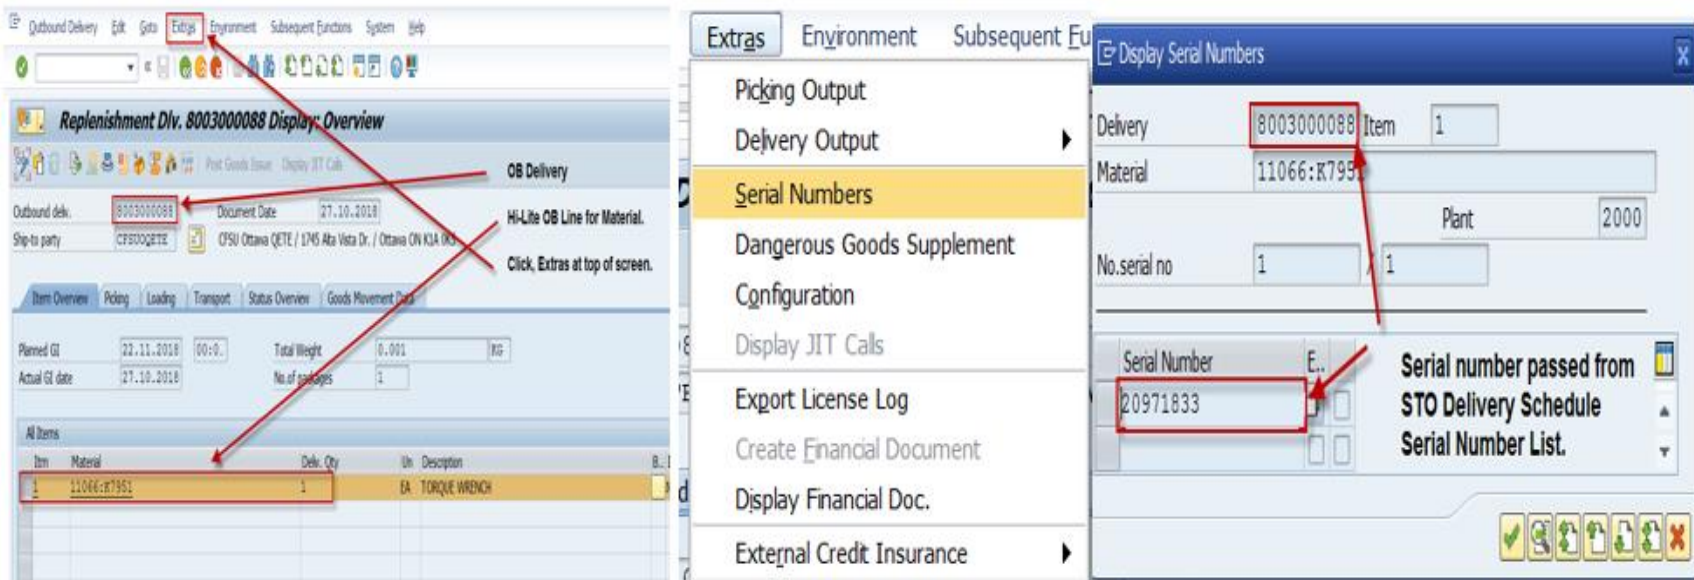 Outbound Delivery Edit Goto Extras Environment Subsequent Functions System Help
Replenishment Dlv. 8003000088 Display: Overview
Post Goods Issue Display JIT Calls
OB Delivery
Outbound delv. 8003000088 Document Date 27.10.2018
Hi-Lite OB Line for Material.
Ship-to party CFSUOQETE CFSU Ottawa QETE / 1745 Alta Vista Dr. / Ottawa ON K1A 0K5
Click, Extras at top of screen.
Item Overview Picking Loading Transport Status Overview Goods Movement Data
Planned GI 22.11.2018 00:0. Total Weight 0.001 KG
Actual GI date 27.10.2018 No.of packages 1
All Items
Itm Material Delv. Qty Un Description B..
1 11066:K7951 1 EA TORQUE WRENCH
Extras Environment Subsequent Fu
Picking Output
Delivery Output
Serial Numbers
Dangerous Goods Supplement
Configuration
Display JIT Calls
Export License Log
Create Financial Document
Display Financial Doc.
External Credit Insurance
Display Serial Numbers
Delivery 8003000088 Item 1
Material 11066:K7951
Plant 2000
No.serial no 1 / 1
Serial Number E..
20971833
Serial number passed from
STO Delivery Schedule
Serial Number List.